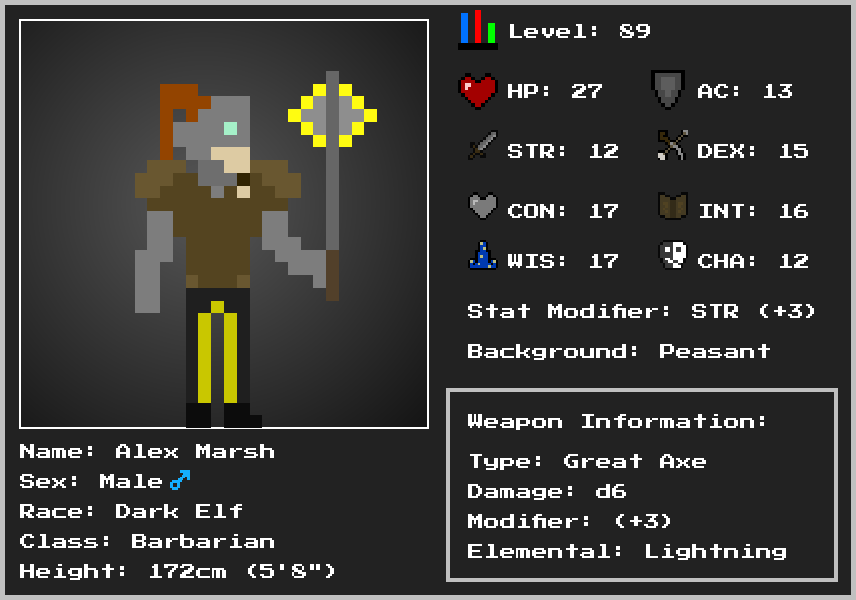 Level: 89
HP: 27 AC: 13
STR: 12 DEX: 15
CON: 17 INT: 16
WIS: 17 CHA: 12
Stat Modifier: STR (+3)
Background: Peasant
Weapon Information:
Type: Great Axe
Damage: d6
Modifier: (+3)
Elemental: Lightning
Name: Alex Marsh
Sex: Male ♂
Race: Dark Elf
Class: Barbarian
Height: 172cm (5'8")